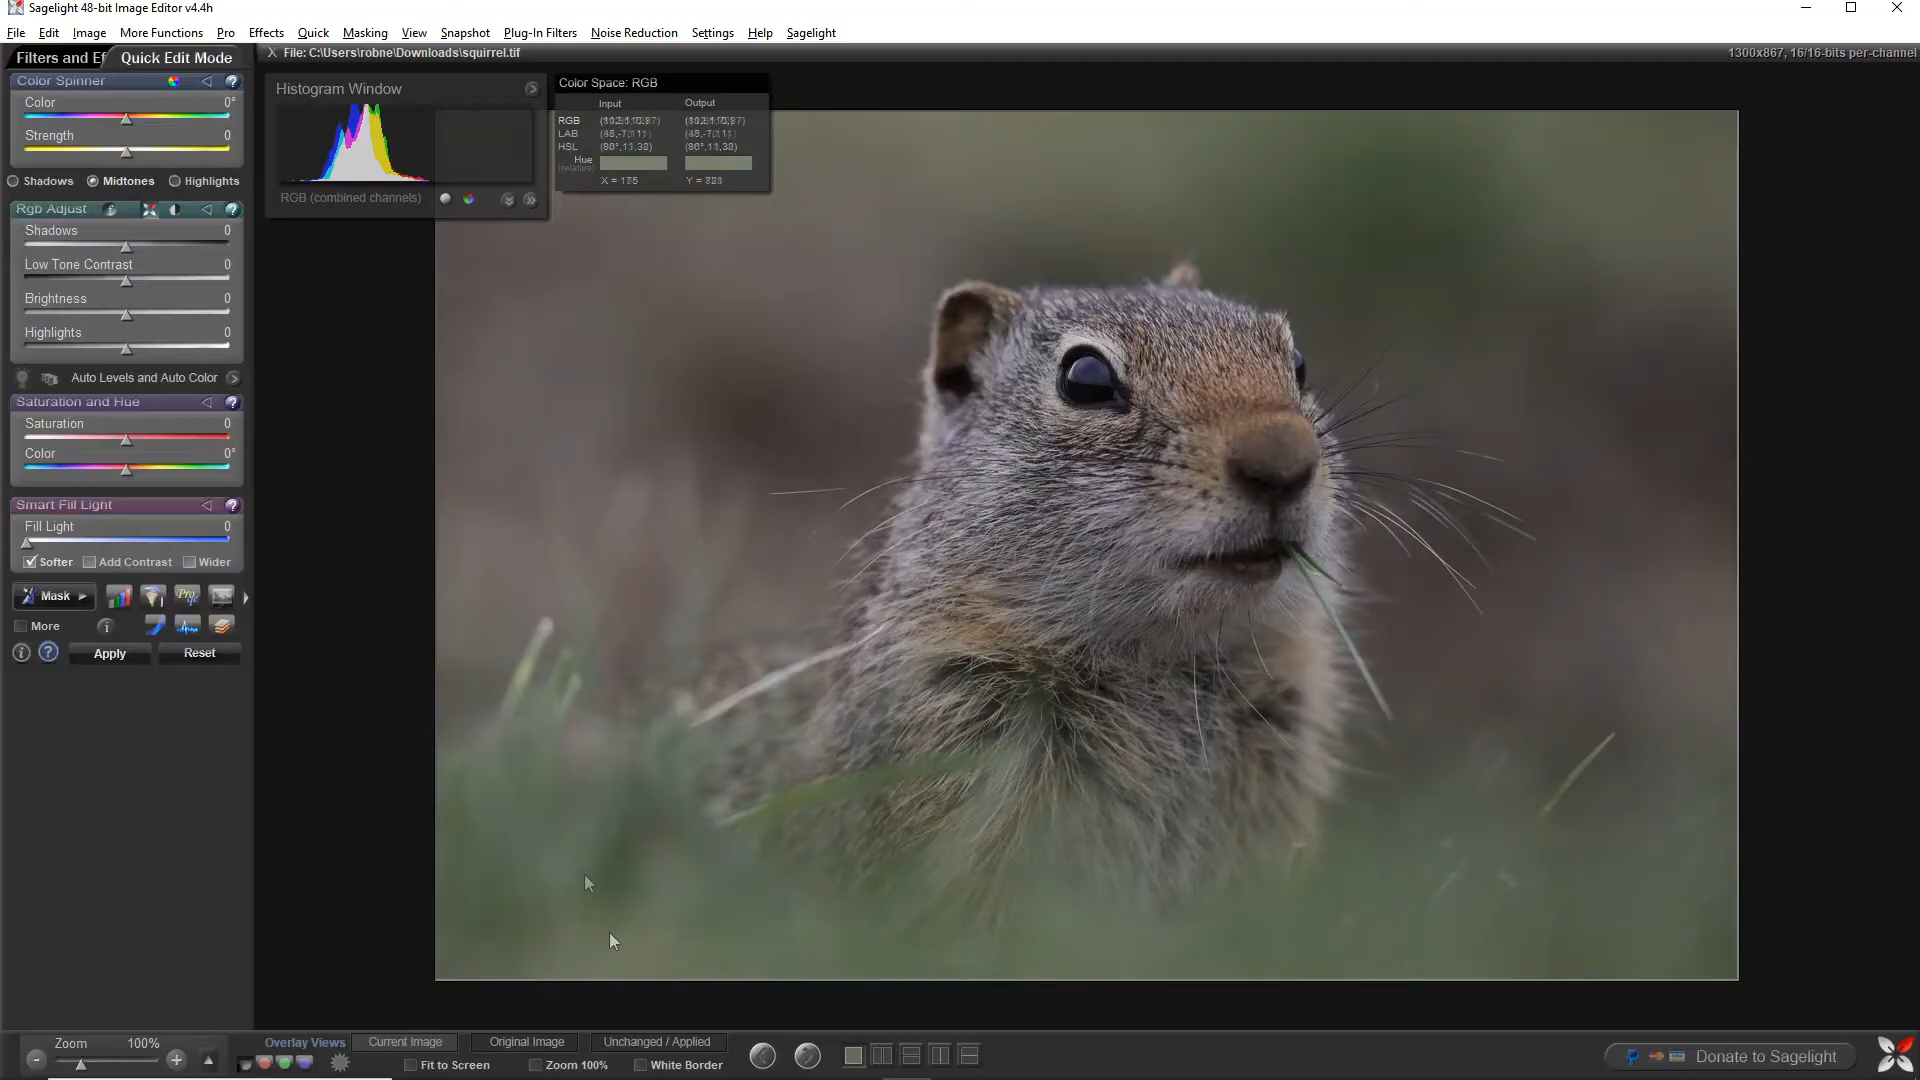 Sagelight 48-bit Image Editor v4.4h
File Edit Image More Functions Pro Effects Quick Masking View Snapshot Plug-In Filters Noise Reduction Settings Help Sagelight
Filters and Ef Quick Edit Mode
X File: C:\Users\robne\Downloads\squirrel.tif
1300x867, 16/16-bits per-channel
Color Spinner ?
Color 0°
Strength 0
Shadows Midtones Highlights
Rgb Adjust ?
Shadows 0
Low Tone Contrast 0
Brightness 0
Highlights 0
Auto Levels and Auto Color
Saturation and Hue ?
Saturation 0
Color 0°
Smart Fill Light ?
Fill Light 0
Softer Add Contrast Wider
Mask
More
Apply Reset
Histogram Window
RGB (combined channels)
Color Space: RGB
Input Output
RGB
LAB
HSL
Hue
(relative)
X = Y =
Zoom 100%
Overlay Views Current Image Original Image Unchanged / Applied
Fit to Screen Zoom 100% White Border
Donate to Sagelight